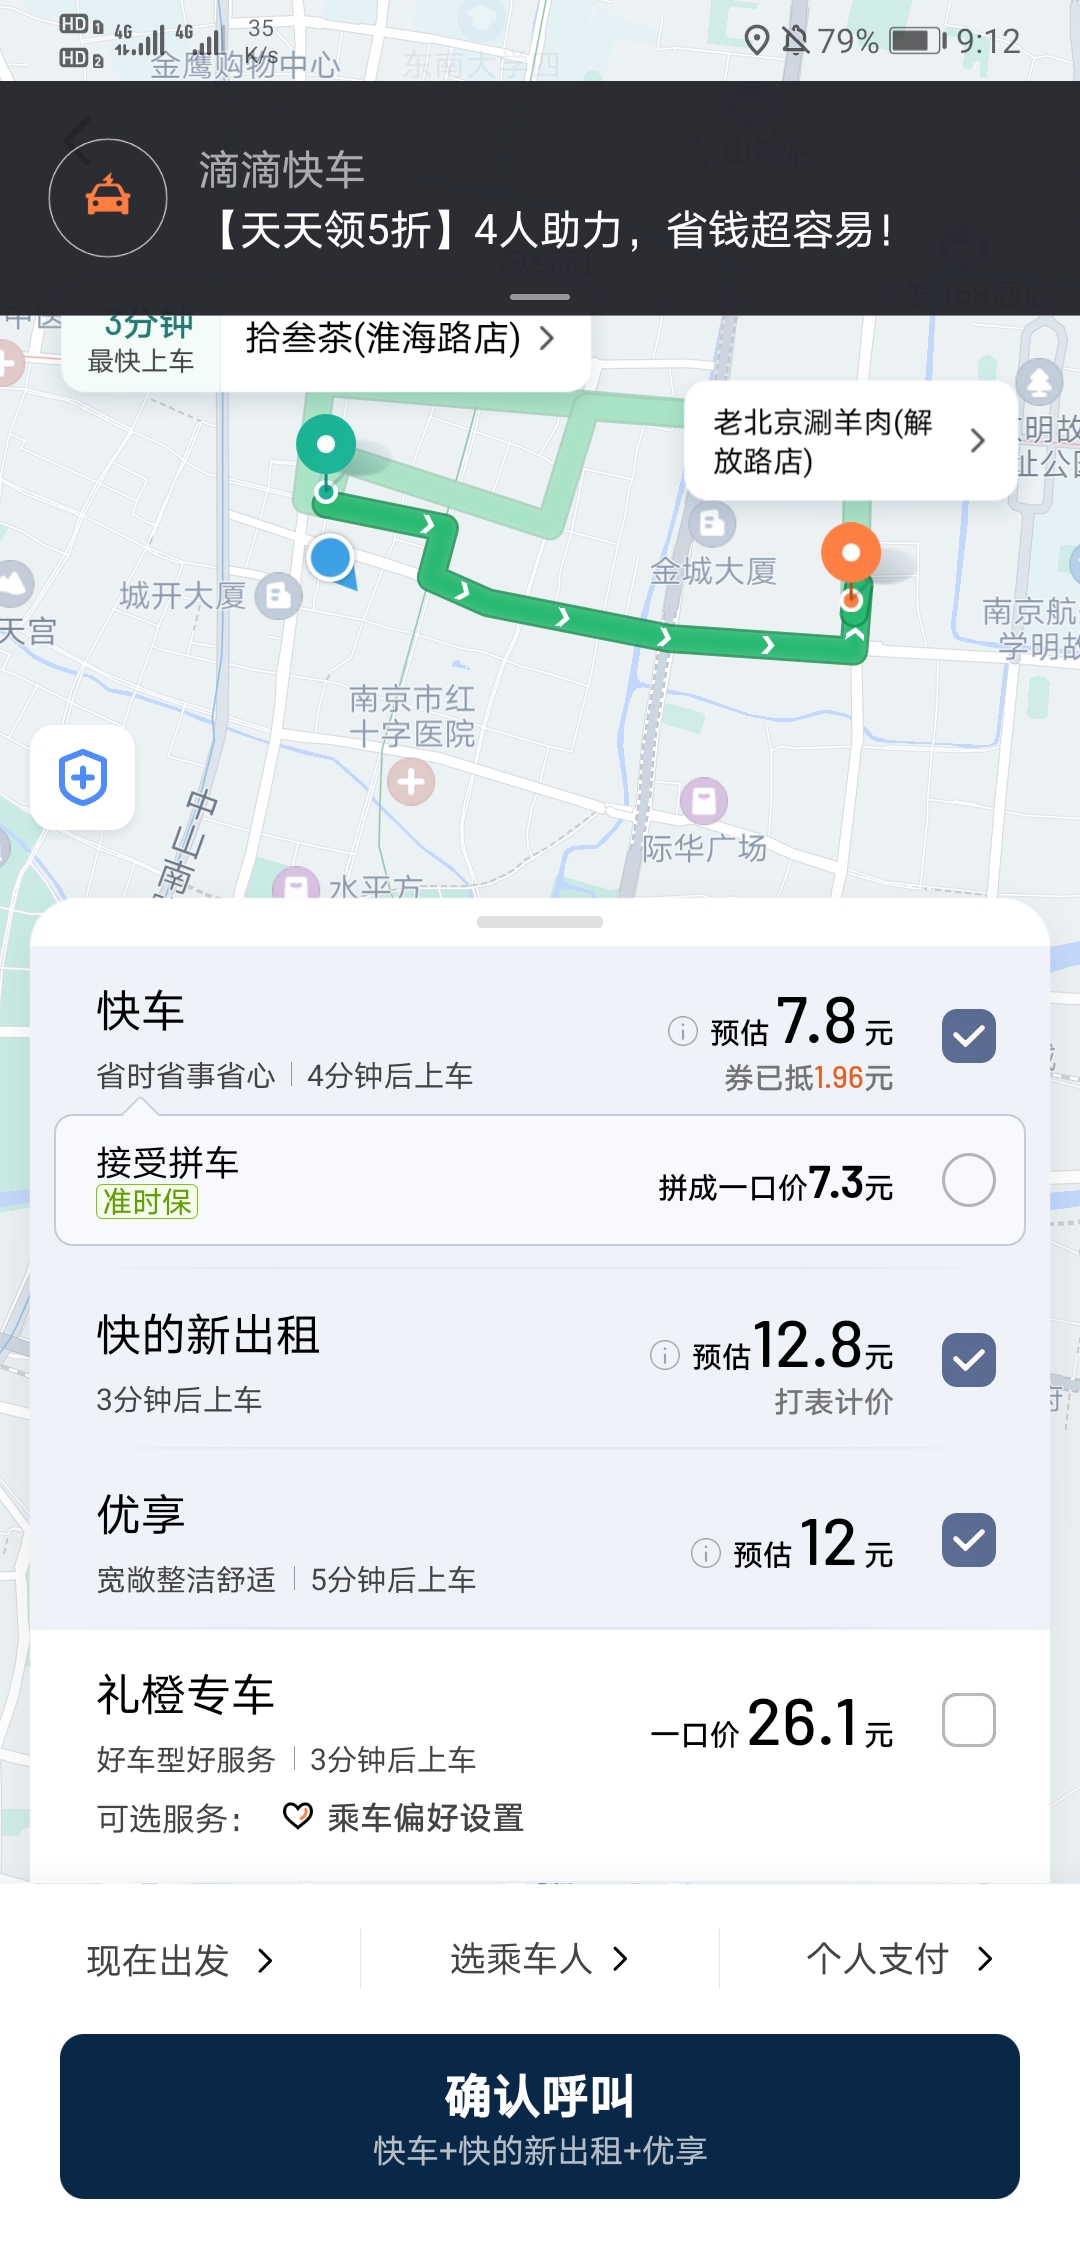 HD 1 4G 4G 35 K/s 79% 9:12
HD 2
金鹰购物中心
东南大学四
滴滴快车
【天天领5折】4人助力，省钱超容易！
3分钟
最快上车
拾叁茶(淮海路店)
老北京涮羊肉(解
放路店)
金城大厦
城开大厦
天宫
南京航
学明故
明故
址公
南京市红
十字医院
际华广场
中山南
水平方
快车
省时省事省心 4分钟后上车
预估7.8元
券已抵1.96元
接受拼车
准时保
拼成一口价7.3元
快的新出租
3分钟后上车
预估12.8元
打表计价
优享
宽敞整洁舒适 5分钟后上车
预估12元
礼橙专车
好车型好服务 3分钟后上车
一口价26.1元
可选服务： 乘车偏好设置
现在出发 选乘车人 个人支付
确认呼叫
快车+快的新出租+优享